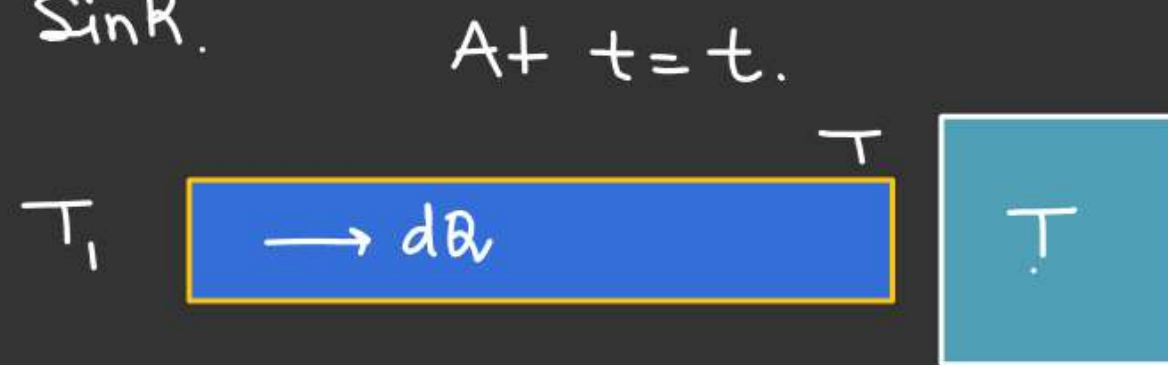 Sink.
At t = t.
T
T₁ → dQ T